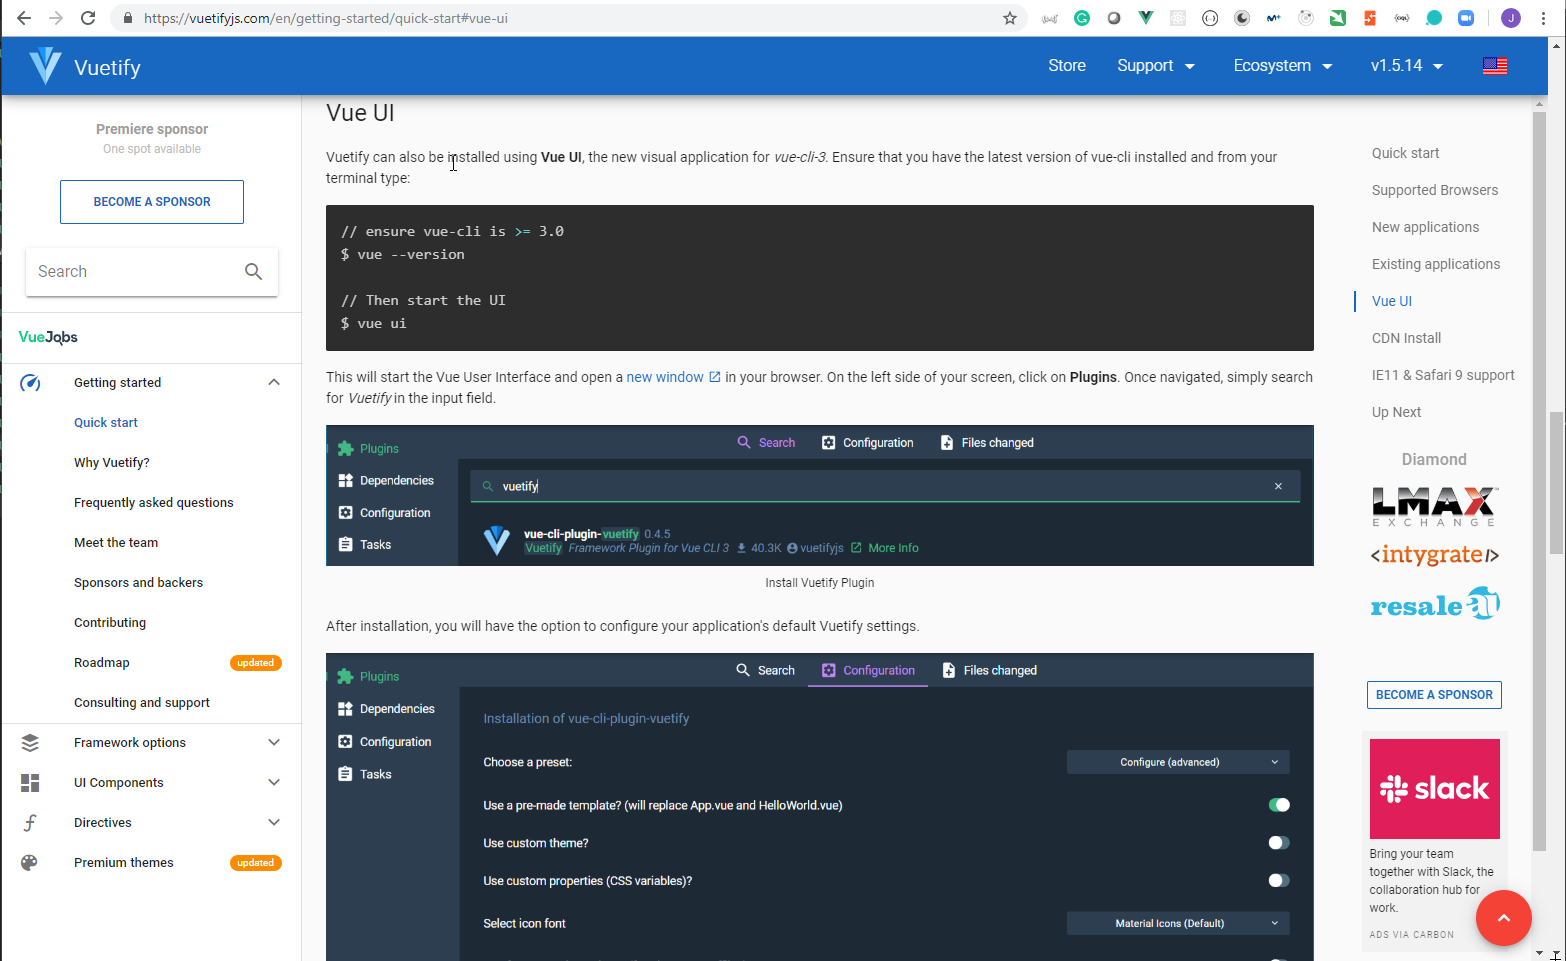 https://vuetifyjs.com/en/getting-started/quick-start#vue-ui
J
Vuetify
Store
Support
Ecosystem
v1.5.14
Premiere sponsor
One spot available
BECOME A SPONSOR
Search
VueJobs
Getting started
Quick start
Why Vuetify?
Frequently asked questions
Meet the team
Sponsors and backers
Contributing
Roadmap
updated
Consulting and support
Framework options
UI Components
Directives
Premium themes
updated
Vue UI
Vuetify can also be installed using Vue UI, the new visual application for vue-cli-3. Ensure that you have the latest version of vue-cli installed and from your
terminal type:
// ensure vue-cli is >= 3.0
$ vue --version
// Then start the UI
$ vue ui
This will start the Vue User Interface and open a new window in your browser. On the left side of your screen, click on Plugins. Once navigated, simply search
for Vuetify in the input field.
Plugins
Dependencies
Configuration
Tasks
Search
Configuration
Files changed
vuetify
vue-cli-plugin-vuetify 0.4.5
Vuetify Framework Plugin for Vue CLI 3 40.3K vuetifyjs More Info
Install Vuetify Plugin
After installation, you will have the option to configure your application's default Vuetify settings.
Plugins
Dependencies
Configuration
Tasks
Search
Configuration
Files changed
Installation of vue-cli-plugin-vuetify
Choose a preset:
Configure (advanced)
Use a pre-made template? (will replace App.vue and HelloWorld.vue)
Use custom theme?
Use custom properties (CSS variables)?
Select icon font
Material Icons (Default)
Quick start
Supported Browsers
New applications
Existing applications
Vue UI
CDN Install
IE11 & Safari 9 support
Up Next
Diamond
LMAX
EXCHANGE
<intygrate/>
resale ai
BECOME A SPONSOR
slack
Bring your team
together with Slack, the
collaboration hub for
work.
ADS VIA CARBON